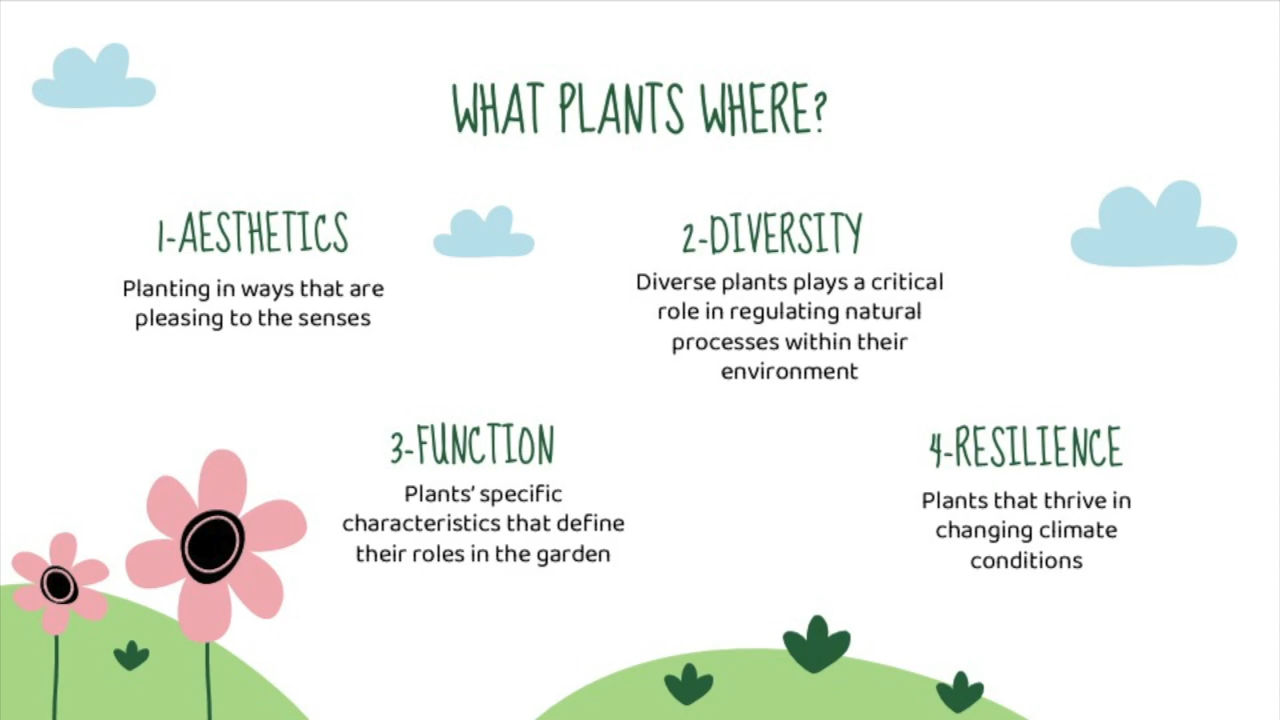 WHAT PLANTS WHERE?
1-AESTHETICS
Planting in ways that are
pleasing to the senses
2-DIVERSITY
Diverse plants plays a critical
role in regulating natural
processes within their
environment
3-FUNCTION
Plants’ specific
characteristics that define
their roles in the garden
4-RESILIENCE
Plants that thrive in
changing climate
conditions